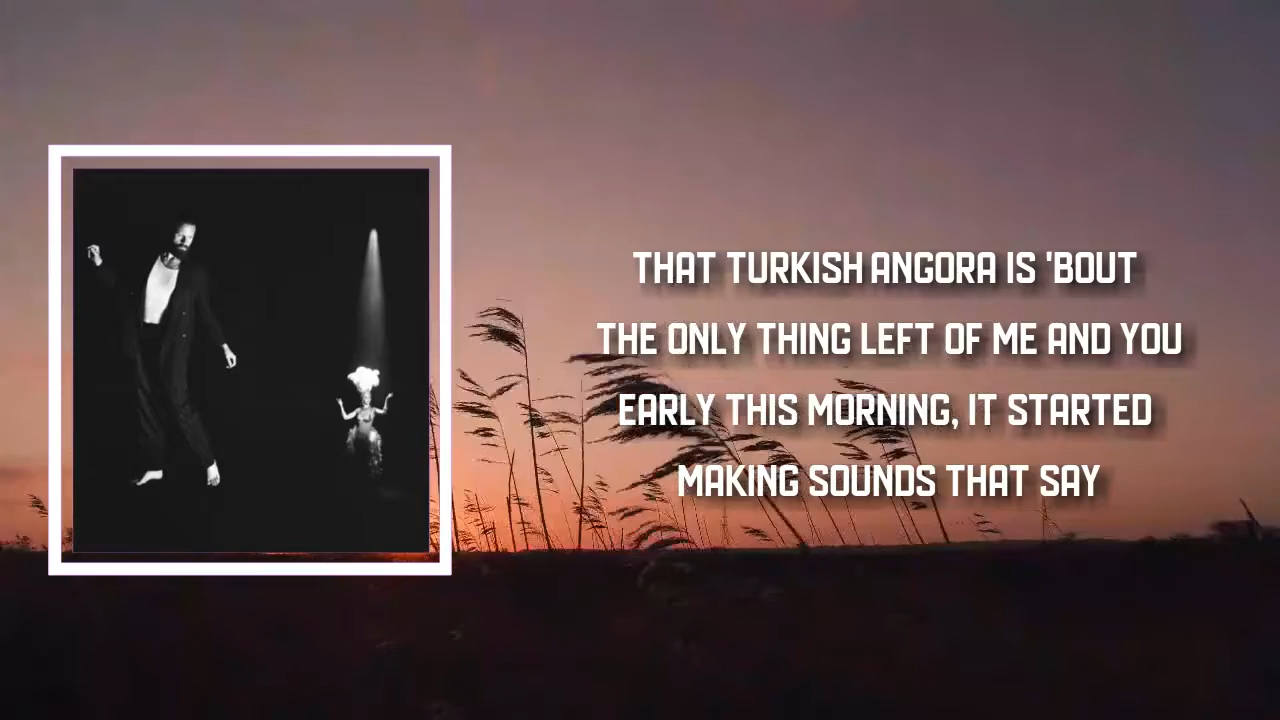 THAT TURKISH ANGORA IS 'BOUT
THE ONLY THING LEFT OF ME AND YOU
EARLY THIS MORNING, IT STARTED
MAKING SOUNDS THAT SAY